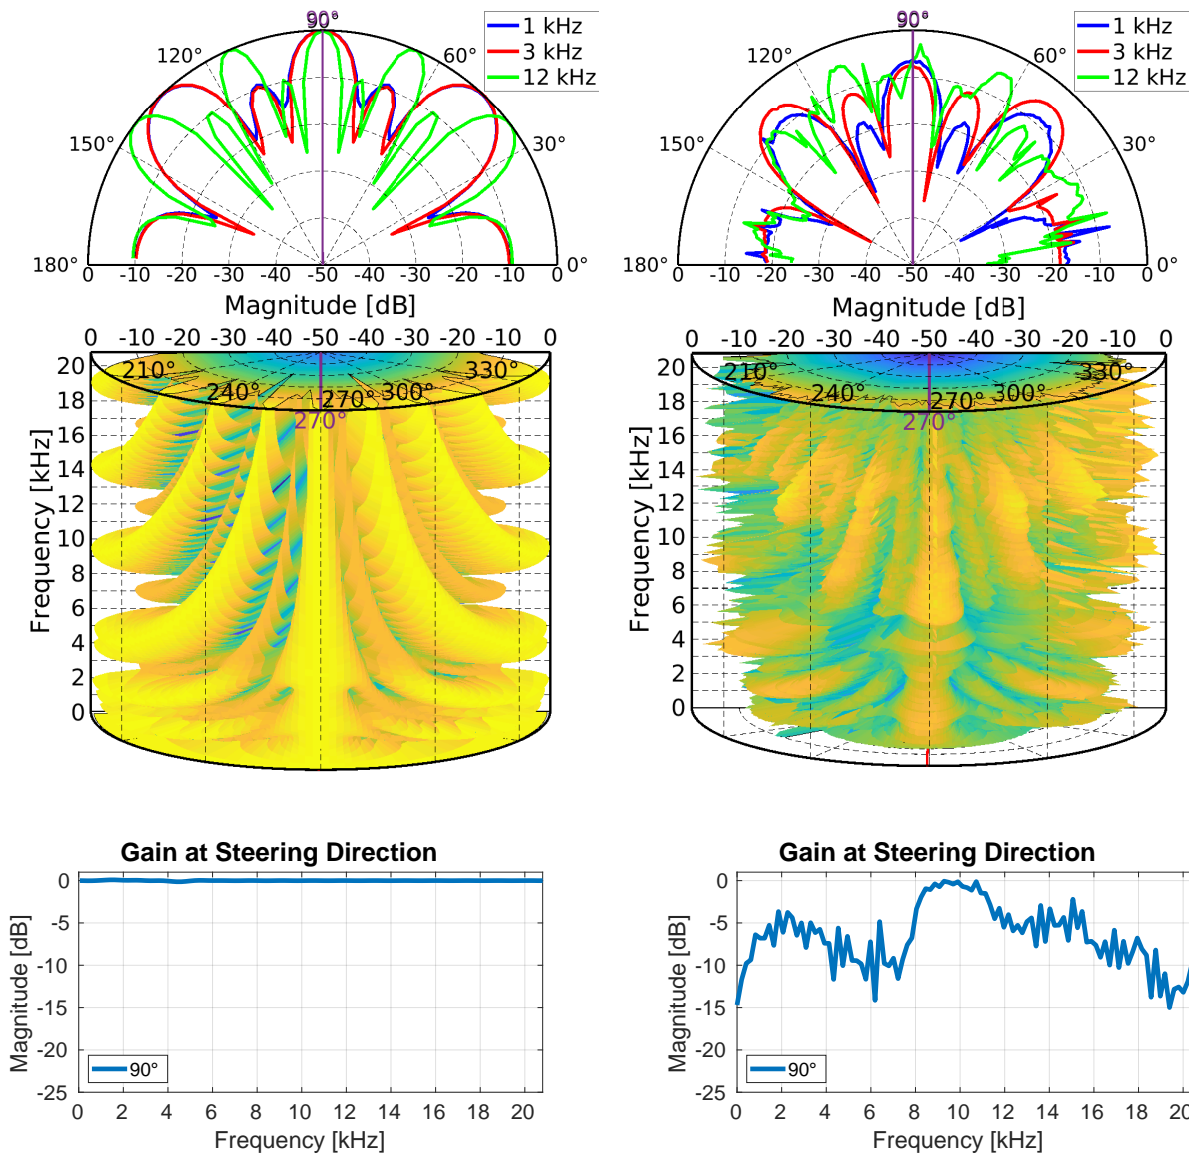 90°
1 kHz
3 kHz
12 kHz
120°
60°
150°
30°
180°
0°
0 -10 -20 -30 -40 -50 -40 -30 -20 -10 0
Magnitude [dB]
90°
1 kHz
3 kHz
12 kHz
120°
60°
150°
30°
180°
0°
0 -10 -20 -30 -40 -50 -40 -30 -20 -10 0
Magnitude [dB]
0 -10 -20 -30 -40 -50 -40 -30 -20 -10 0
210°
240°
270°
300°
330°
270°
20
18
16
14
12
10
8
6
4
2
0
Frequency [kHz]
0 -10 -20 -30 -40 -50 -40 -30 -20 -10 0
210°
240°
270°
300°
330°
270°
20
18
16
14
12
10
8
6
4
2
0
Frequency [kHz]
Gain at Steering Direction
0
-5
-10
-15
-20
-25
Magnitude [dB]
90°
0 2 4 6 8 10 12 14 16 18 20
Frequency [kHz]
Gain at Steering Direction
0
-5
-10
-15
-20
-25
Magnitude [dB]
90°
0 2 4 6 8 10 12 14 16 18 20
Frequency [kHz]